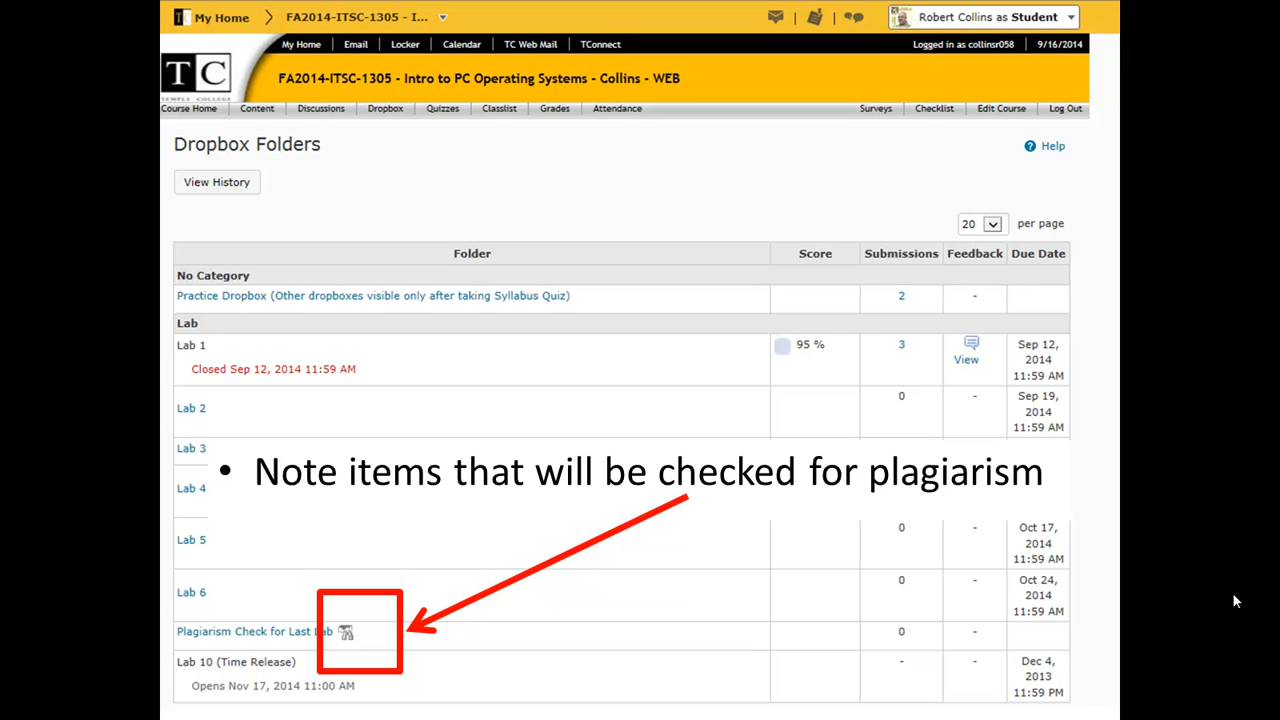 My Home
FA2014-ITSC-1305 - I...
Robert Collins as Student
My Home Email Locker Calendar TC Web Mail TConnect
Logged in as collinsr058 9/16/2014
TC
TEMPLE COLLEGE
FA2014-ITSC-1305 - Intro to PC Operating Systems - Collins - WEB
Course Home Content Discussions Dropbox Quizzes Classlist Grades Attendance
Surveys Checklist Edit Course Log Out
Dropbox Folders
Help
View History
20 per page
Folder Score Submissions Feedback Due Date
No Category
Practice Dropbox (Other dropboxes visible only after taking Syllabus Quiz) 2 -
Lab
Lab 1 95 % 3 View Sep 12, 2014 11:59 AM
Closed Sep 12, 2014 11:59 AM
Lab 2 0 - Sep 19, 2014 11:59 AM
Lab 3
• Note items that will be checked for plagiarism
Lab 4
Lab 5 0 - Oct 17, 2014 11:59 AM
Lab 6 0 - Oct 24, 2014 11:59 AM
Plagiarism Check for Last Lab 0 -
Lab 10 (Time Release) - - Dec 4, 2013 11:59 PM
Opens Nov 17, 2014 11:00 AM